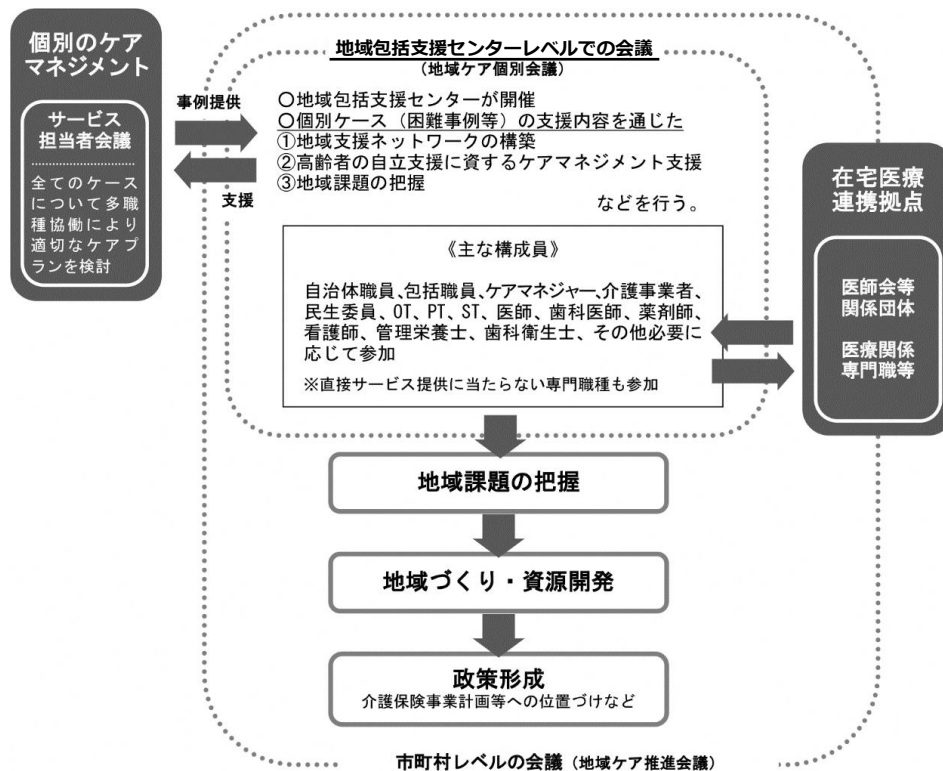 個別のケア
マネジメント
サービス
担当者会議
全てのケース
について多職
種協働により
適切なケアプ
ランを検討
事例提供
支援
地域包括支援センターレベルでの会議
(地域ケア個別会議)
〇地域包括支援センターが開催
〇個別ケース(困難事例等)の支援内容を通じた
①地域支援ネットワークの構築
②高齢者の自立支援に資するケアマネジメント支援
③地域課題の把握
などを行う。
《主な構成員》
自治体職員、包括職員、ケアマネジャー、介護事業者、
民生委員、OT、PT、ST、医師、歯科医師、薬剤師、
看護師、管理栄養士、歯科衛生士、その他必要に
応じて参加
※直接サービス提供に当たらない専門職種も参加
在宅医療
連携拠点
医師会等
関係団体
医療関係
専門職等
地域課題の把握
地域づくり・資源開発
政策形成
介護保険事業計画等への位置づけなど
市町村レベルの会議(地域ケア推進会議)